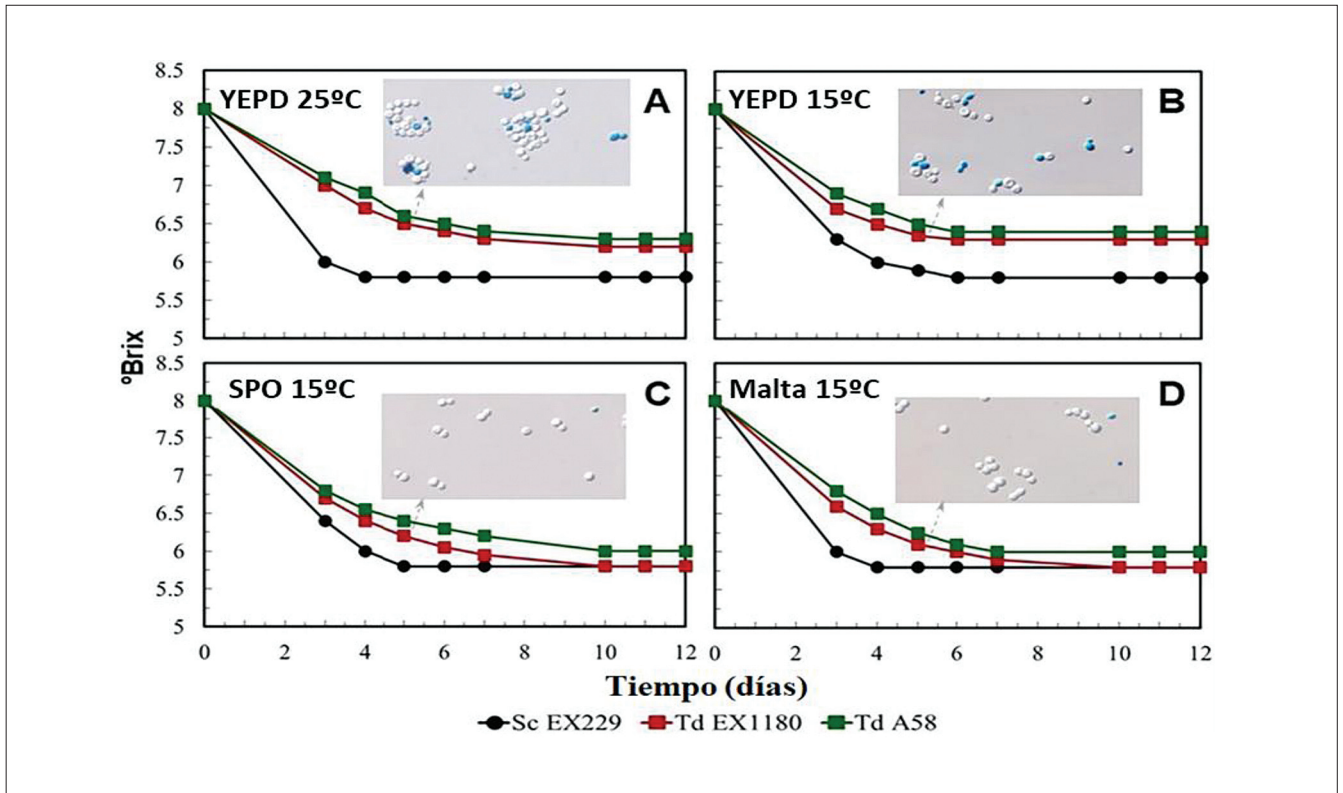 YEPD 25ºC
A
8.5
8
7.5
7
6.5
6
5.5
5
YEPD 15ºC
B
ºBrix
SPO 15ºC
C
8.5
8
7.5
7
6.5
6
5.5
5
Malta 15ºC
D
0 2 4 6 8 10 12
0 2 4 6 8 10 12
Tiempo (días)
Sc EX229 Td EX1180 Td A58